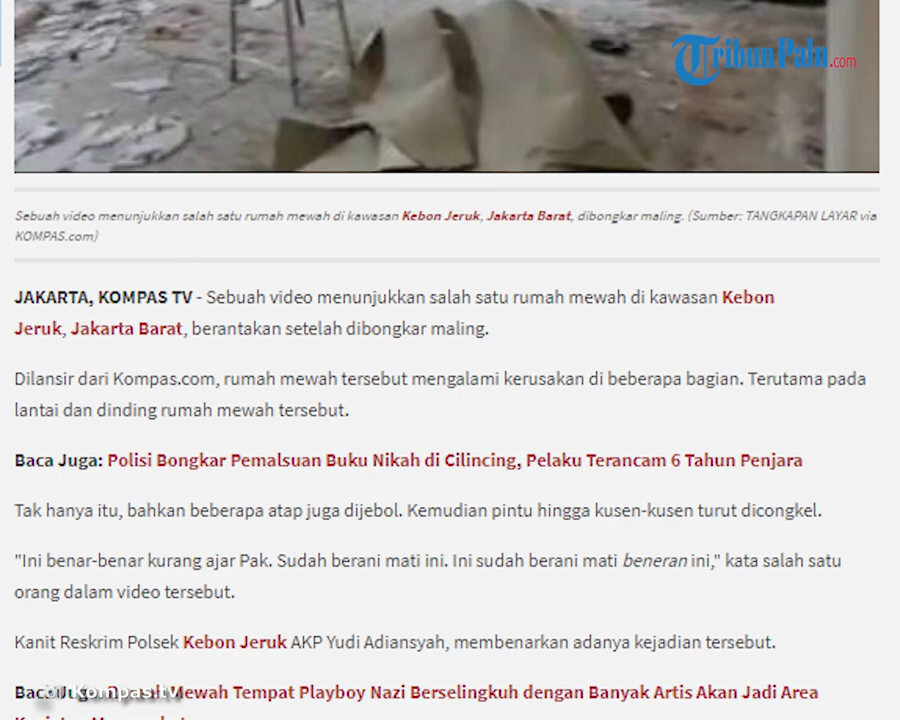 TribunPalu.com
Sebuah video menunjukkan salah satu rumah mewah di kawasan Kebon Jeruk, Jakarta Barat, dibongkar maling. (Sumber: TANGKAPAN LAYAR via
KOMPAS.com)
JAKARTA, KOMPAS TV - Sebuah video menunjukkan salah satu rumah mewah di kawasan Kebon
Jeruk, Jakarta Barat, berantakan setelah dibongkar maling.
Dilansir dari Kompas.com, rumah mewah tersebut mengalami kerusakan di beberapa bagian. Terutama pada
lantai dan dinding rumah mewah tersebut.
Baca Juga: Polisi Bongkar Pemalsuan Buku Nikah di Cilincing, Pelaku Terancam 6 Tahun Penjara
Tak hanya itu, bahkan beberapa atap juga dijebol. Kemudian pintu hingga kusen-kusen turut dicongkel.
"Ini benar-benar kurang ajar Pak. Sudah berani mati ini. Ini sudah berani mati beneran ini," kata salah satu
orang dalam video tersebut.
Kanit Reskrim Polsek Kebon Jeruk AKP Yudi Adiansyah, membenarkan adanya kejadian tersebut.
Baca Juga: Mewah Tempat Playboy Nazi Berselingkuh dengan Banyak Artis Akan Jadi Area
Kompas.tv